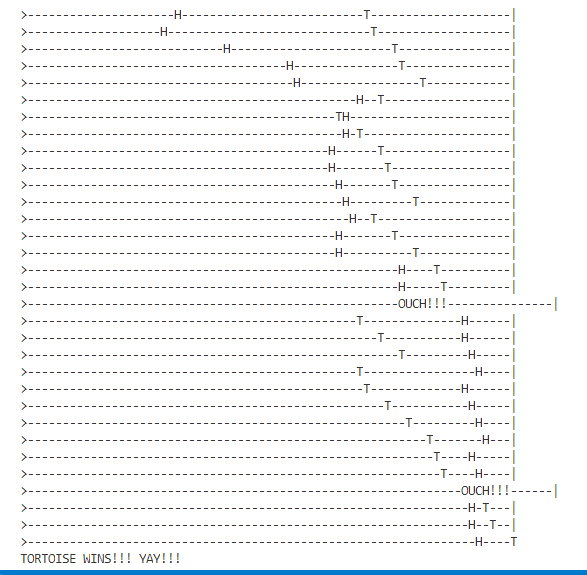 >---------------------H--------------------------T--------------------|
>-------------------H-----------------------------T-------------------|
>----------------------------H-----------------------T----------------|
>-------------------------------------H---------------T---------------|
>--------------------------------------H-----------------T------------|
>-----------------------------------------------H--T------------------|
>--------------------------------------------TH-----------------------|
>---------------------------------------------H-T---------------------|
>-------------------------------------------H------T------------------|
>-------------------------------------------H-------T-----------------|
>--------------------------------------------H-------T----------------|
>---------------------------------------------H---------T-------------|
>----------------------------------------------H--T-------------------|
>--------------------------------------------H-------T----------------|
>--------------------------------------------H----------T-------------|
>-----------------------------------------------------H----T----------|
>-----------------------------------------------------H-----T---------|
>-----------------------------------------------------OUCH!!!---------------|
>-----------------------------------------------T--------------H------|
>--------------------------------------------------T-----------H------|
>-----------------------------------------------------T---------H-----|
>-----------------------------------------------T----------------H----|
>------------------------------------------------T-------------H------|
>---------------------------------------------------T-----------H-----|
>------------------------------------------------------T---------H----|
>---------------------------------------------------------T-------H---|
>----------------------------------------------------------T----H-----|
>-----------------------------------------------------------T----H----|
>--------------------------------------------------------------OUCH!!!------|
>---------------------------------------------------------------H-T---|
>---------------------------------------------------------------H--T--|
>----------------------------------------------------------------H----T
TORTOISE WINS!!! YAY!!!